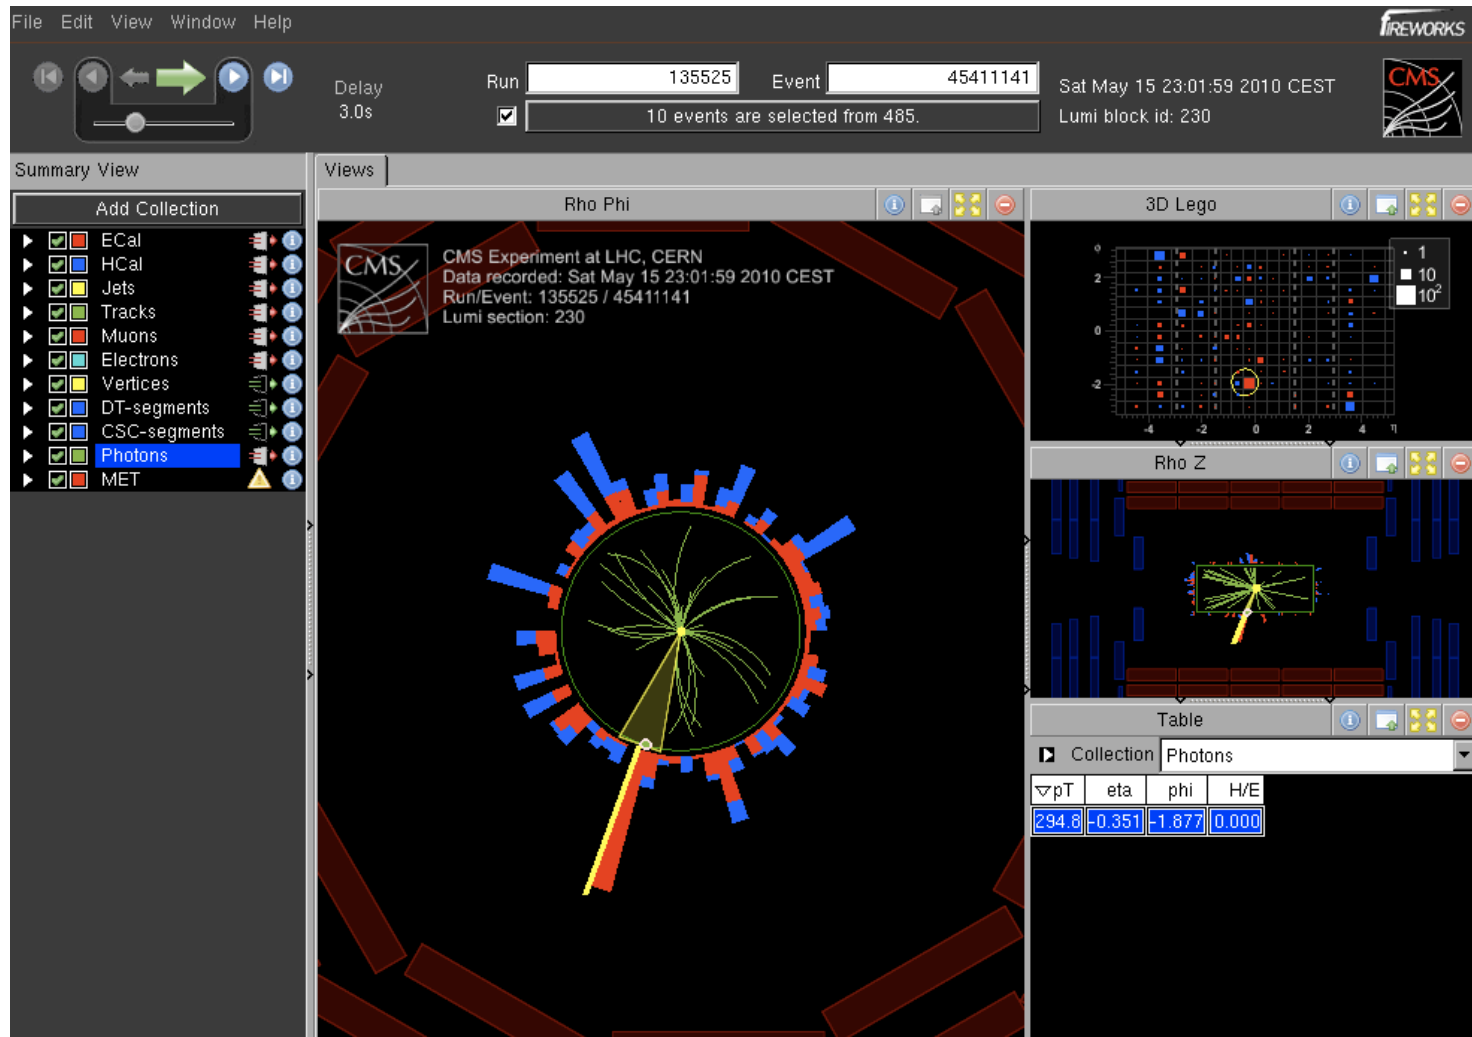 File Edit View Window Help
FIREWORKS
Delay
3.0s
Run 135525 Event 45411141
10 events are selected from 485.
Sat May 15 23:01:59 2010 CEST
Lumi block id: 230
CMS
Summary View
Add Collection
ECal
HCal
Jets
Tracks
Muons
Electrons
Vertices
DT-segments
CSC-segments
Photons
MET
Views
Rho Phi
CMS
CMS Experiment at LHC, CERN
Data recorded: Sat May 15 23:01:59 2010 CEST
Run/Event: 135525 / 45411141
Lumi section: 230
3D Lego
1
10
10²
2
0
-2
-4 -2 0 2 4 η
Rho Z
Table
Collection Photons
pT eta phi H/E
294.8 -0.351 -1.877 0.000